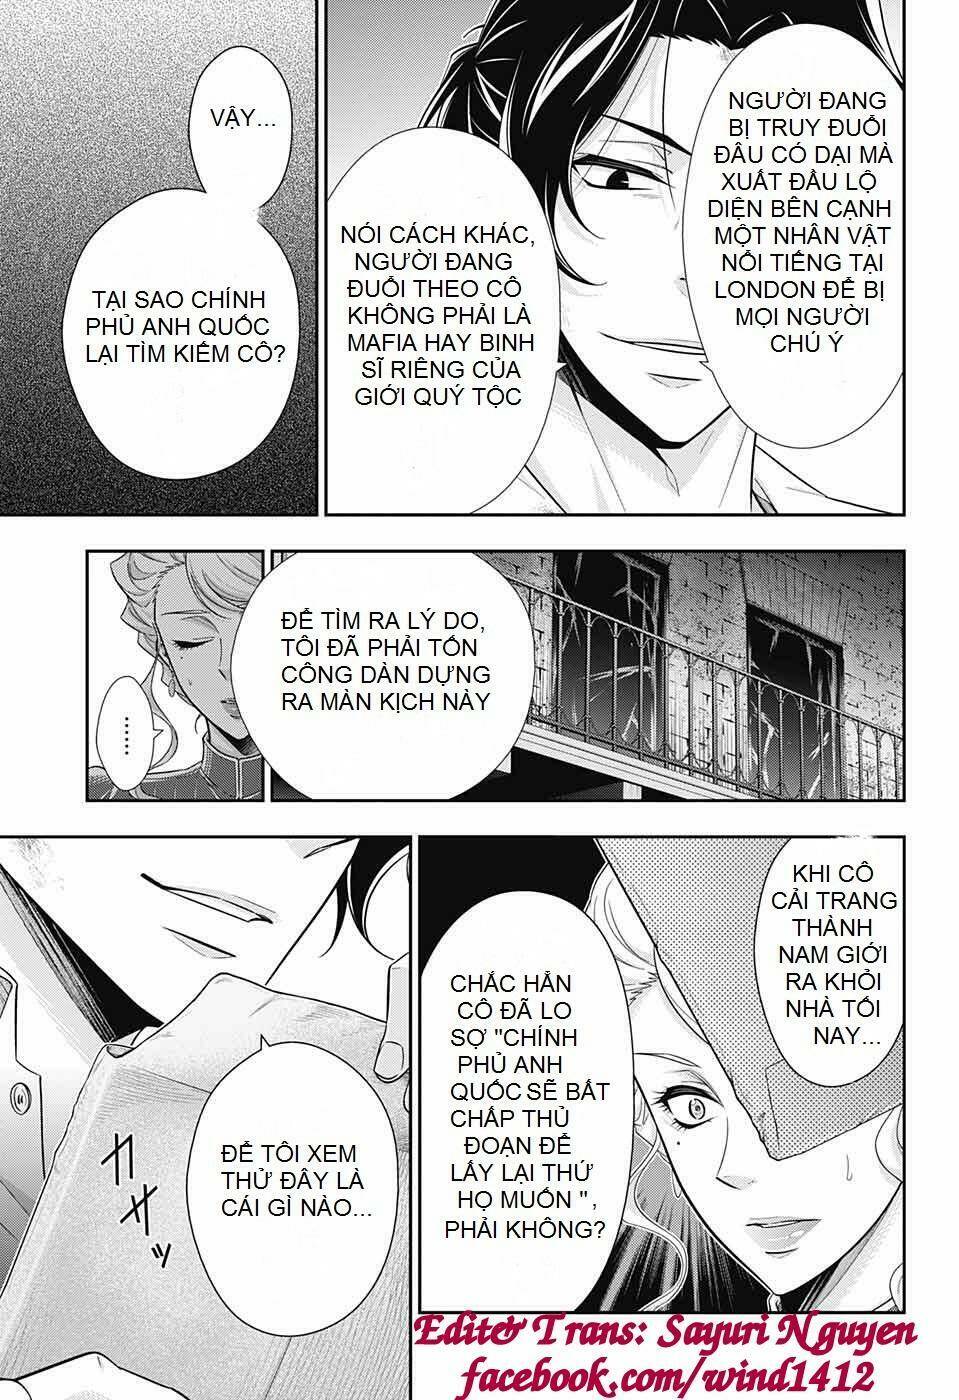 NGƯỜI ĐANG
BỊ TRUY ĐUỔI
ĐÂU CÓ DẠI MÀ
XUẤT ĐẦU LỘ
DIỆN BÊN CẠNH
MỘT NHÂN VẬT
NỔI TIẾNG TẠI
LONDON ĐỂ BỊ
MỌI NGƯỜI
CHÚ Ý
NÓI CÁCH KHÁC,
NGƯỜI ĐANG
ĐUỔI THEO CÔ
KHÔNG PHẢI LÀ
MAFIA HAY BINH
SĨ RIÊNG CỦA
GIỚI QUÝ TỘC
VẬY...
TẠI SAO CHÍNH
PHỦ ANH QUỐC
LẠI TÌM KIẾM CÔ?
ĐỂ TÌM RA LÝ DO,
TÔI ĐÃ PHẢI TỐN
CÔNG DÀN DỰNG
RA MÀN KỊCH NÀY
......
KHI CÔ
CẢI TRANG
THÀNH
NAM GIỚI
RA KHỎI
NHÀ TỐI
NAY...
CHẮC HẲN
CÔ ĐÃ LO
SỢ "CHÍNH
PHỦ ANH
QUỐC SẼ BẤT
CHẤP THỦ
ĐOẠN ĐỂ
LẤY LẠI THỨ
HỌ MUỐN ",
PHẢI KHÔNG?
ĐỂ TÔI XEM
THỬ ĐÂY LÀ
CÁI GÌ NÀO...
ガサッ
Edit& Trans: Sayuri Nguyen
facebook.com/wind1412